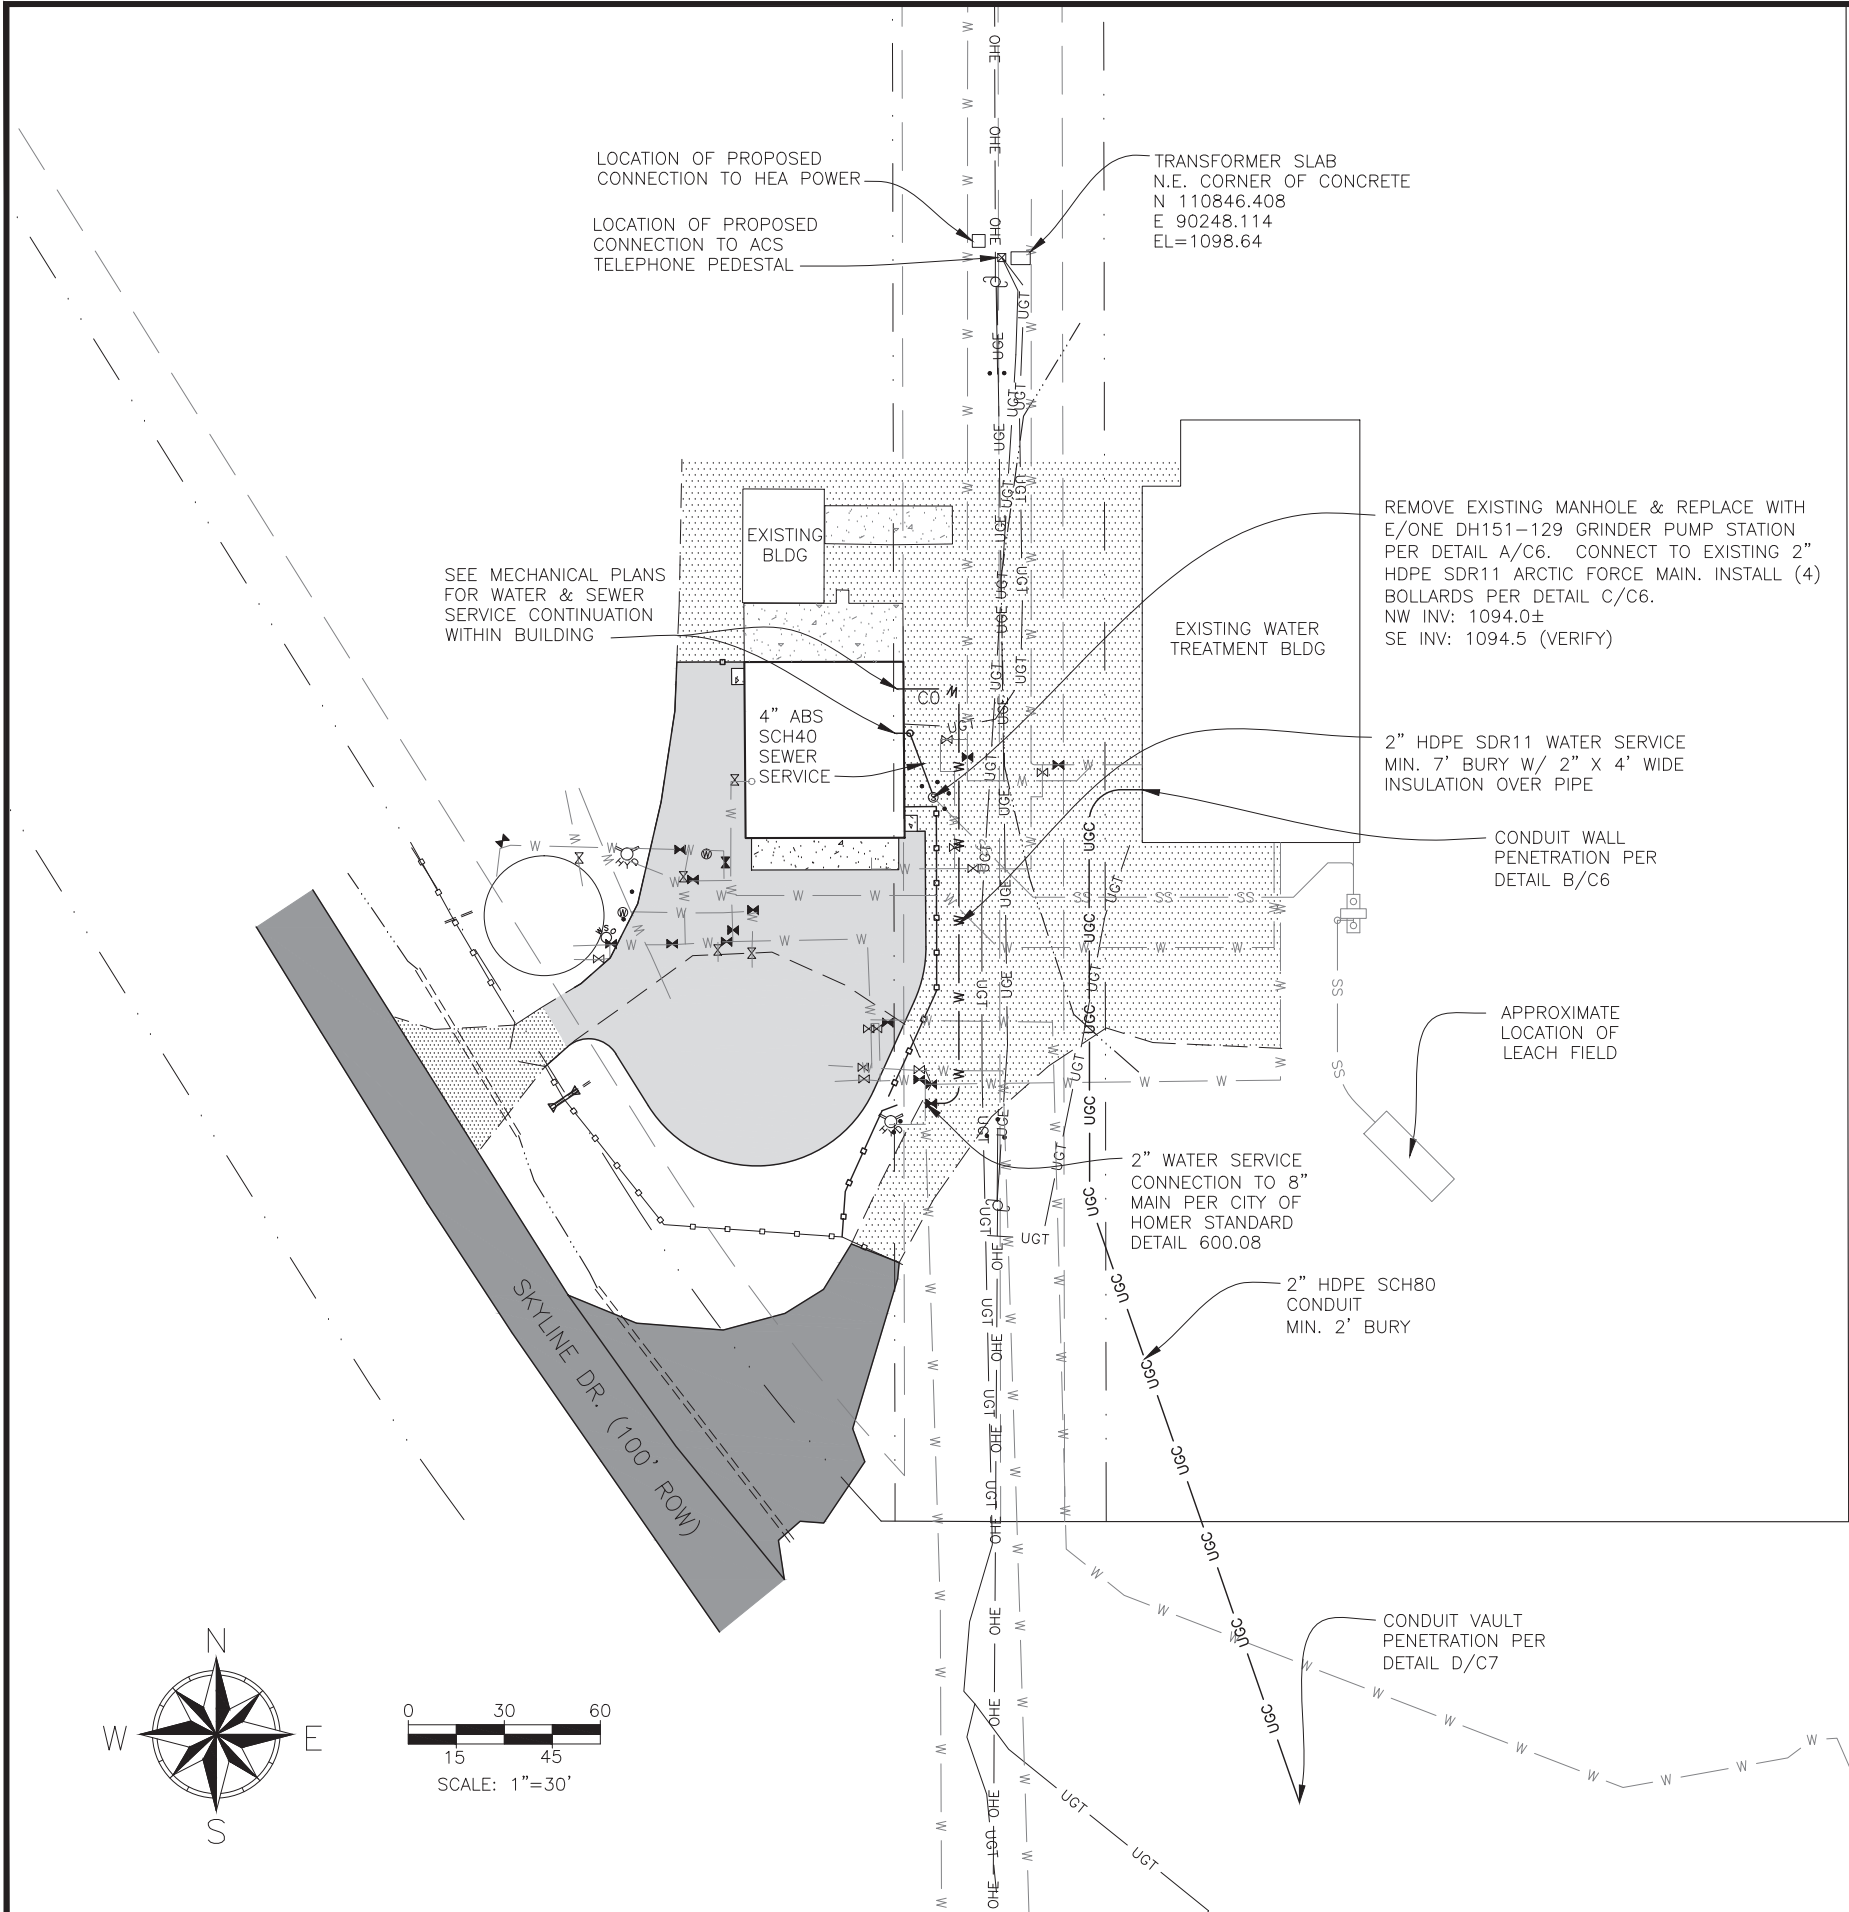 LOCATION OF PROPOSED
CONNECTION TO HEA POWER
LOCATION OF PROPOSED
CONNECTION TO ACS
TELEPHONE PEDESTAL
TRANSFORMER SLAB
N.E. CORNER OF CONCRETE
N 110846.408
E 90248.114
EL=1098.64
EXISTING
BLDG
SEE MECHANICAL PLANS
FOR WATER & SEWER
SERVICE CONTINUATION
WITHIN BUILDING
EXISTING WATER
TREATMENT BLDG
REMOVE EXISTING MANHOLE & REPLACE WITH
E/ONE DH151-129 GRINDER PUMP STATION
PER DETAIL A/C6. CONNECT TO EXISTING 2"
HDPE SDR11 ARCTIC FORCE MAIN. INSTALL (4)
BOLLARDS PER DETAIL C/C6.
NW INV: 1094.0±
SE INV: 1094.5 (VERIFY)
CO
4" ABS
SCH40
SEWER
SERVICE
2" HDPE SDR11 WATER SERVICE
MIN. 7' BURY W/ 2" X 4' WIDE
INSULATION OVER PIPE
CONDUIT WALL
PENETRATION PER
DETAIL B/C6
APPROXIMATE
LOCATION OF
LEACH FIELD
2" WATER SERVICE
CONNECTION TO 8"
MAIN PER CITY OF
HOMER STANDARD
DETAIL 600.08
2" HDPE SCH80
CONDUIT
MIN. 2' BURY
SKYLINE DR. (100' ROW)
CONDUIT VAULT
PENETRATION PER
DETAIL D/C7
OHE
UGE
UGT
UGC
SS
W
N
W E
S
0 30 60
15 45
SCALE: 1"=30'